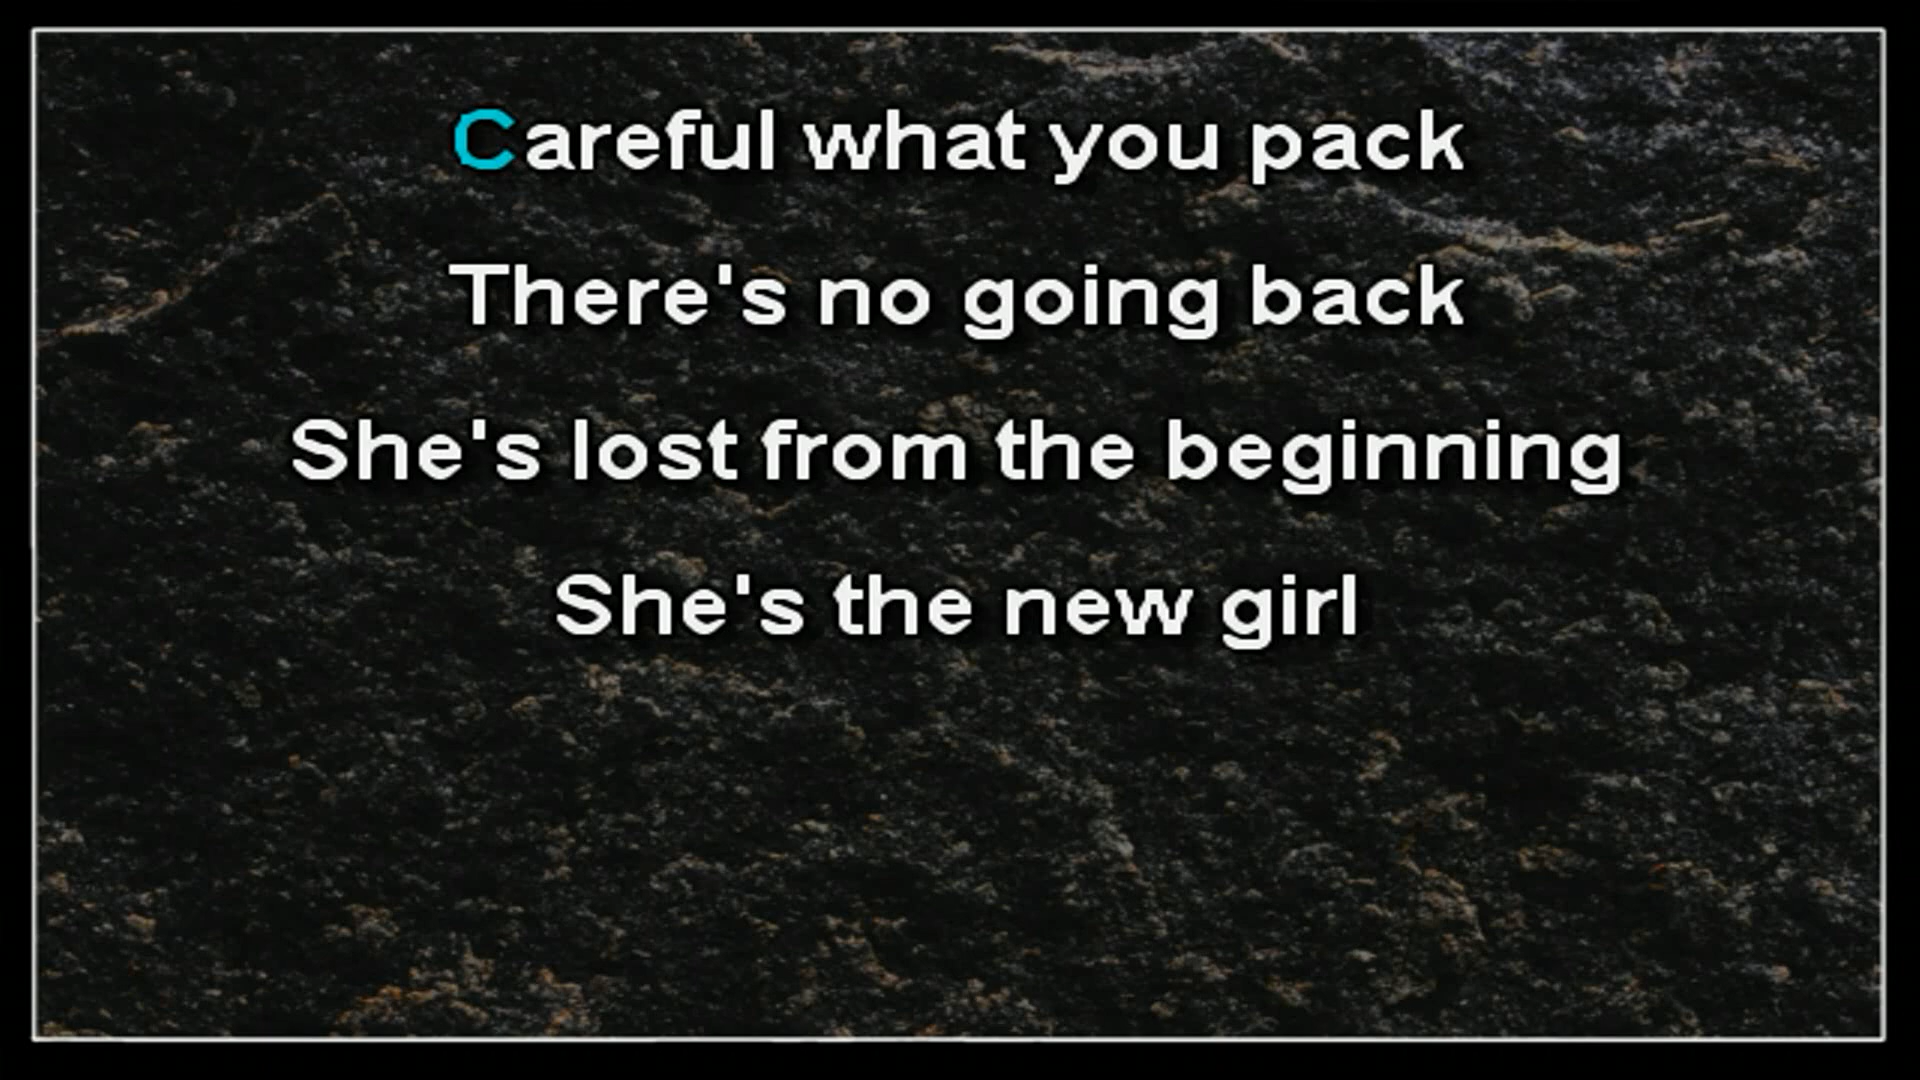 Careful what you pack
There's no going back
She's lost from the beginning
She's the new girl